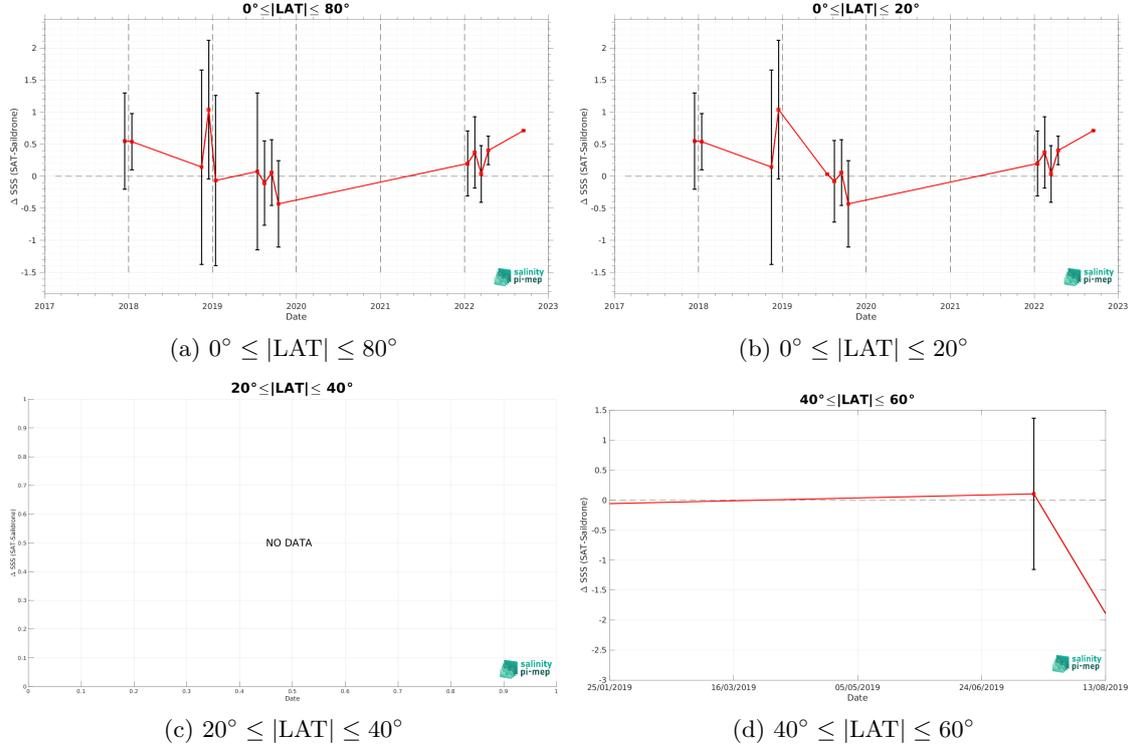 0°≤|LAT|≤ 80°
Δ SSS (SAT-Saildrone)
2
1.5
1
0.5
0
-0.5
-1
-1.5
2017 2018 2019 2020 2021 2022 2023
Date
salinity
pi-mep
(a) 0° ≤ |LAT| ≤ 80°
0°≤|LAT|≤ 20°
Δ SSS (SAT-Saildrone)
2
1.5
1
0.5
0
-0.5
-1
-1.5
2017 2018 2019 2020 2021 2022 2023
Date
salinity
pi-mep
(b) 0° ≤ |LAT| ≤ 20°
20°≤|LAT|≤ 40°
Δ SSS (SAT-Saildrone)
1
0.9
0.8
0.7
0.6
0.5
0.4
0.3
0.2
0.1
0
NO DATA
0 0.1 0.2 0.3 0.4 0.5 0.6 0.7 0.8 0.9 1
Date
salinity
pi-mep
(c) 20° ≤ |LAT| ≤ 40°
40°≤|LAT|≤ 60°
Δ SSS (SAT-Saildrone)
1.5
1
0.5
0
-0.5
-1
-1.5
-2
-2.5
-3
25/01/2019 16/03/2019 05/05/2019 24/06/2019 13/08/2019
Date
salinity
pi-mep
(d) 40° ≤ |LAT| ≤ 60°